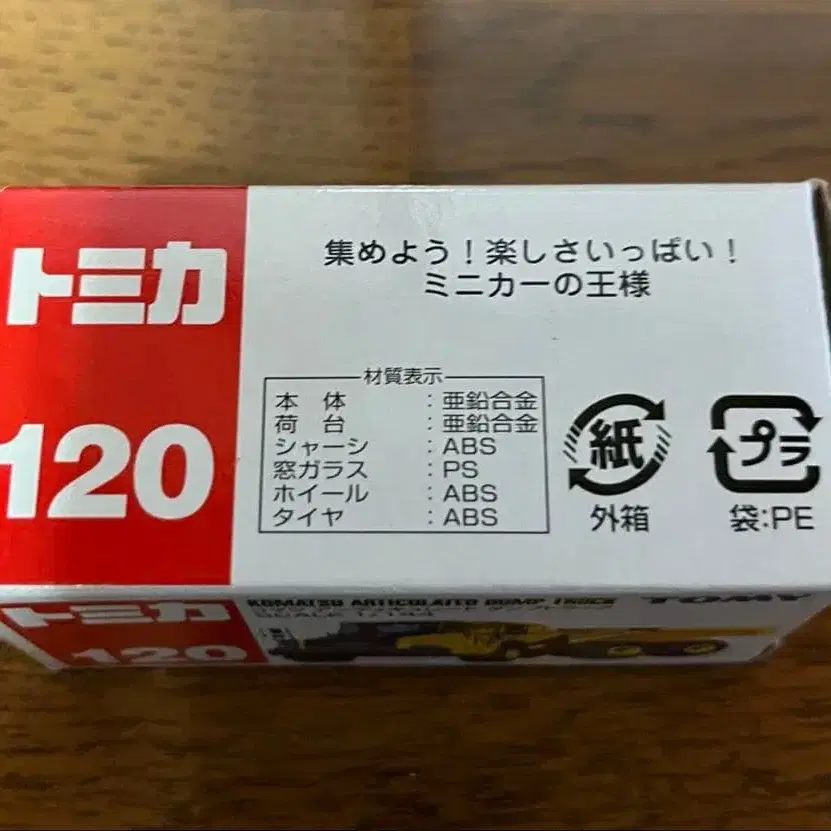 トミカ
120
集めよう!楽しさいっぱい!
ミニカーの王様
材質表示
本 体 : 亜鉛合金
荷 台 : 亜鉛合金
シャーシ : ABS
窓ガラス : PS
ホイール : ABS
タイヤ : ABS
紙
外箱
プラ
袋:PE
トミカ
120
KOMATSU ARTICULATED DUMP TRUCK
SCALE 1/144
TOMY